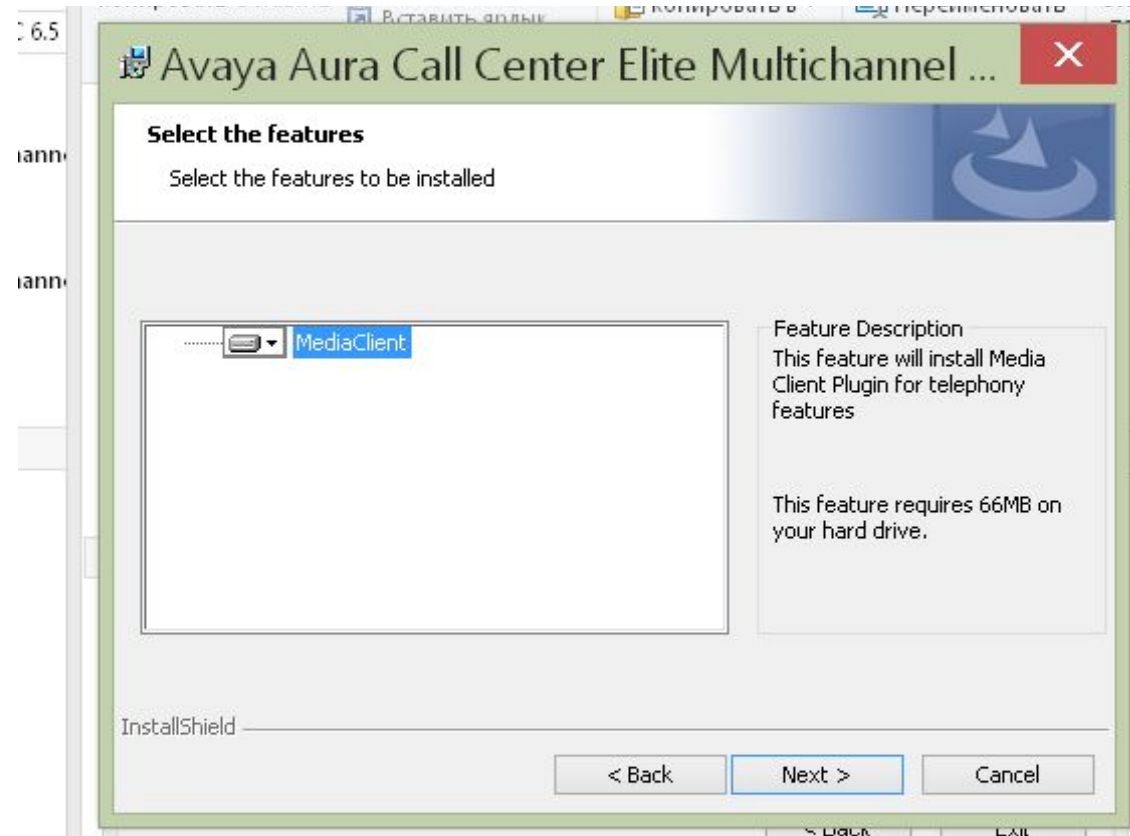 Вставить ярлык
Переименовать
C 6.5
Avaya Aura Call Center Elite Multichannel ...
Select the features
Select the features to be installed
MediaClient
Feature Description
This feature will install Media
Client Plugin for telephony
features
This feature requires 66MB on
your hard drive.
InstallShield
< Back
Next >
Cancel
< Back
Exit